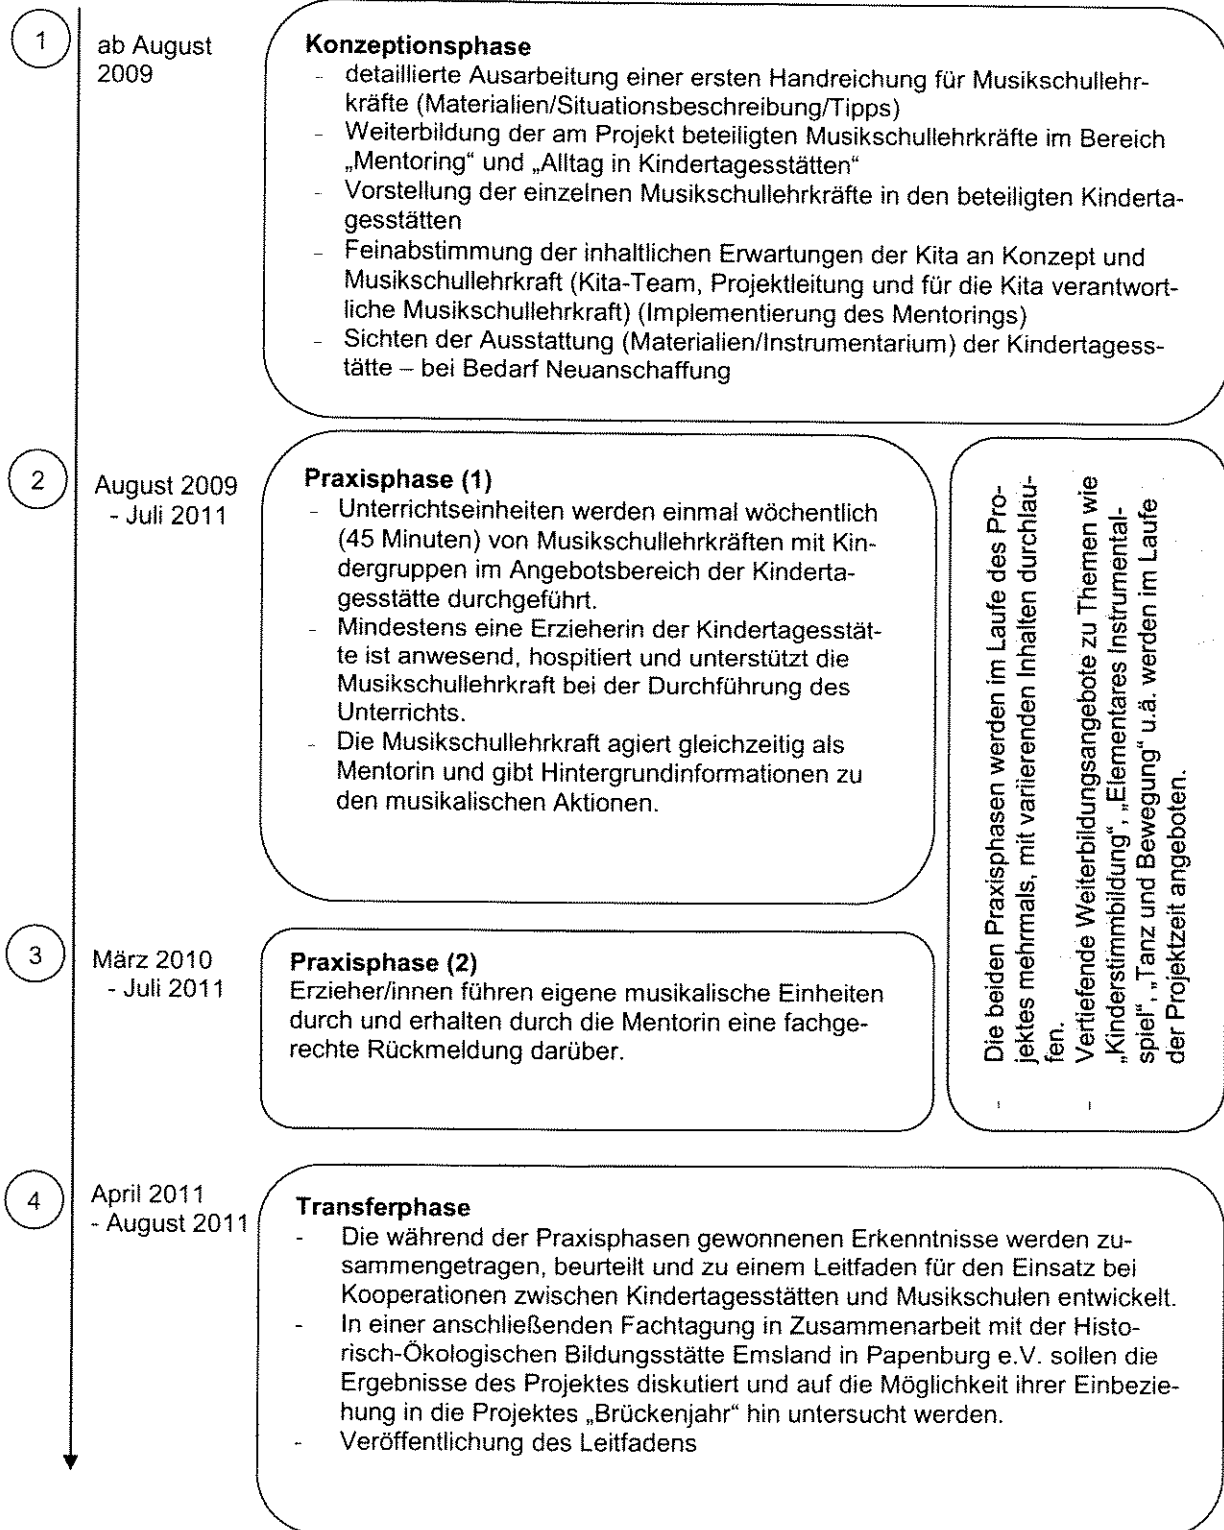 1
ab August
2009
Konzeptionsphase
- detaillierte Ausarbeitung einer ersten Handreichung für Musikschullehr-
kräfte (Materialien/Situationsbeschreibung/Tipps)
- Weiterbildung der am Projekt beteiligten Musikschullehrkräfte im Bereich
„Mentoring“ und „Alltag in Kindertagesstätten“
- Vorstellung der einzelnen Musikschullehrkräfte in den beteiligten Kinderta-
gesstätten
- Feinabstimmung der inhaltlichen Erwartungen der Kita an Konzept und
Musikschullehrkraft (Kita-Team, Projektleitung und für die Kita verantwort-
liche Musikschullehrkraft) (Implementierung des Mentorings)
- Sichten der Ausstattung (Materialien/Instrumentarium) der Kindertagess-
tätte – bei Bedarf Neuanschaffung
2
August 2009
- Juli 2011
Praxisphase (1)
- Unterrichtseinheiten werden einmal wöchentlich
(45 Minuten) von Musikschullehrkräften mit Kin-
dergruppen im Angebotsbereich der Kinderta-
gesstätte durchgeführt.
- Mindestens eine Erzieherin der Kindertagesstät-
te ist anwesend, hospitiert und unterstützt die
Musikschullehrkraft bei der Durchführung des
Unterrichts.
- Die Musikschullehrkraft agiert gleichzeitig als
Mentorin und gibt Hintergrundinformationen zu
den musikalischen Aktionen.
3
März 2010
- Juli 2011
Praxisphase (2)
Erzieher/innen führen eigene musikalische Einheiten
durch und erhalten durch die Mentorin eine fachge-
rechte Rückmeldung darüber.
- Die beiden Praxisphasen werden im Laufe des Pro-
jektes mehrmals, mit variierenden Inhalten durchlau-
fen.
- Vertiefende Weiterbildungsangebote zu Themen wie
„Kinderstimmbildung“, „Elementares Instrumental-
spiel“, „Tanz und Bewegung“ u.ä. werden im Laufe
der Projektzeit angeboten.
4
April 2011
- August 2011
Transferphase
- Die während der Praxisphasen gewonnenen Erkenntnisse werden zu-
sammengetragen, beurteilt und zu einem Leitfaden für den Einsatz bei
Kooperationen zwischen Kindertagesstätten und Musikschulen entwickelt.
- In einer anschließenden Fachtagung in Zusammenarbeit mit der Histo-
risch-Ökologischen Bildungsstätte Emsland in Papenburg e.V. sollen die
Ergebnisse des Projektes diskutiert und auf die Möglichkeit ihrer Einbezie-
hung in die Projektes „Brückenjahr“ hin untersucht werden.
- Veröffentlichung des Leitfadens